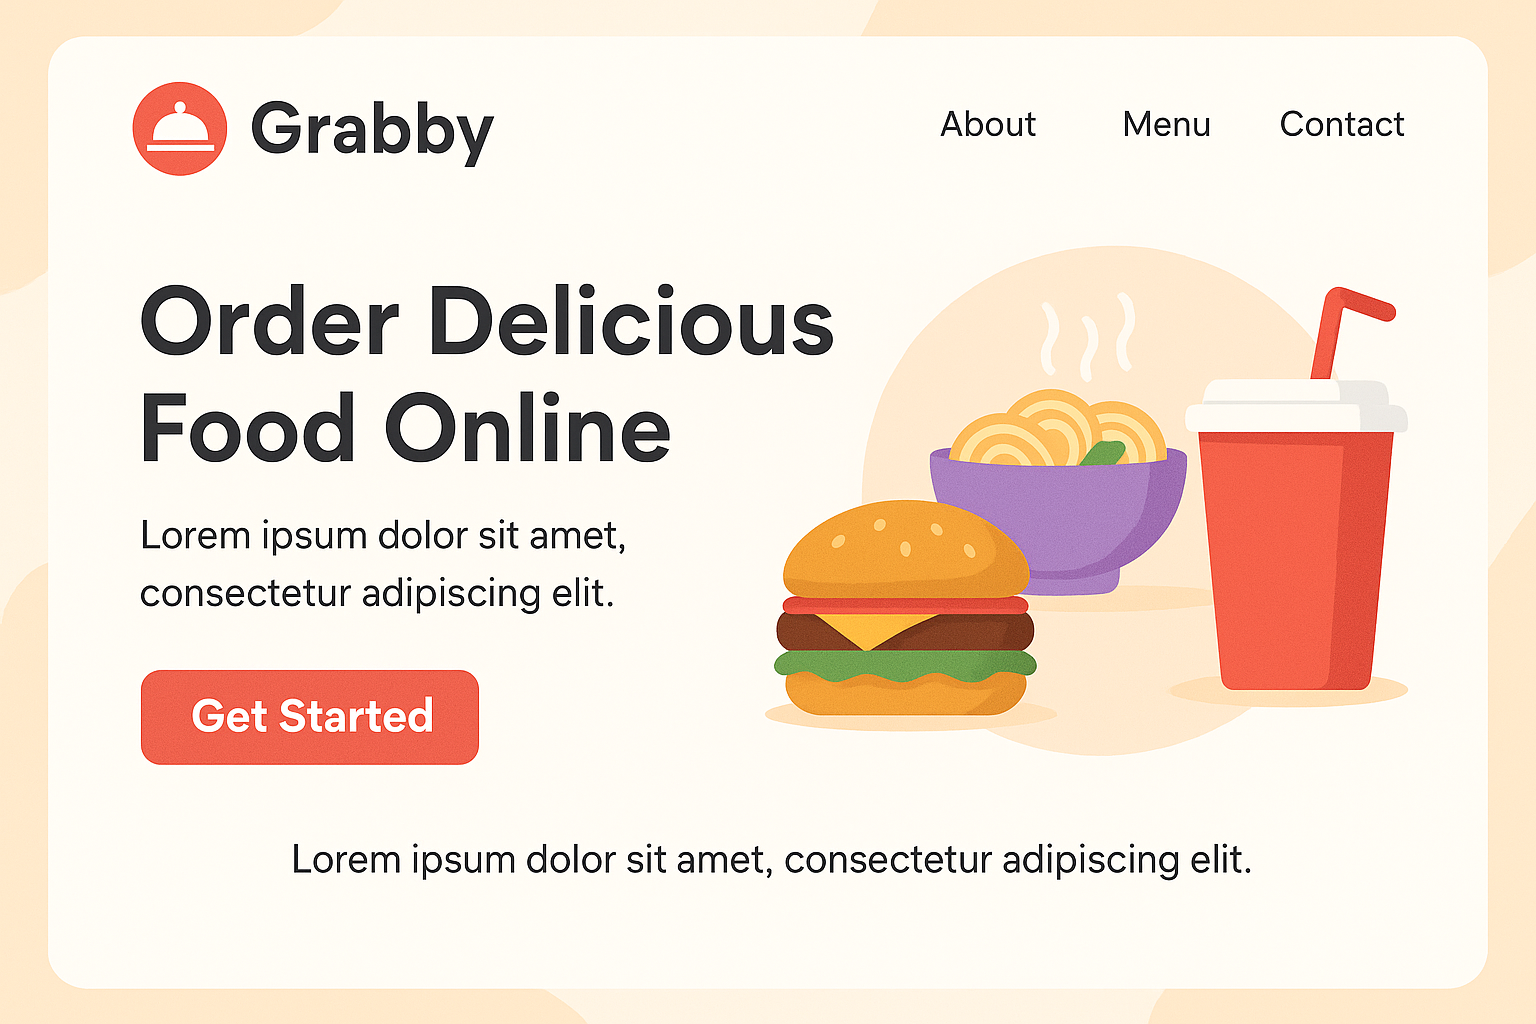 Grabby
About Menu Contact
Order Delicious
Food Online
Lorem ipsum dolor sit amet,
consectetur adipiscing elit.
Get Started
Lorem ipsum dolor sit amet, consectetur adipiscing elit.